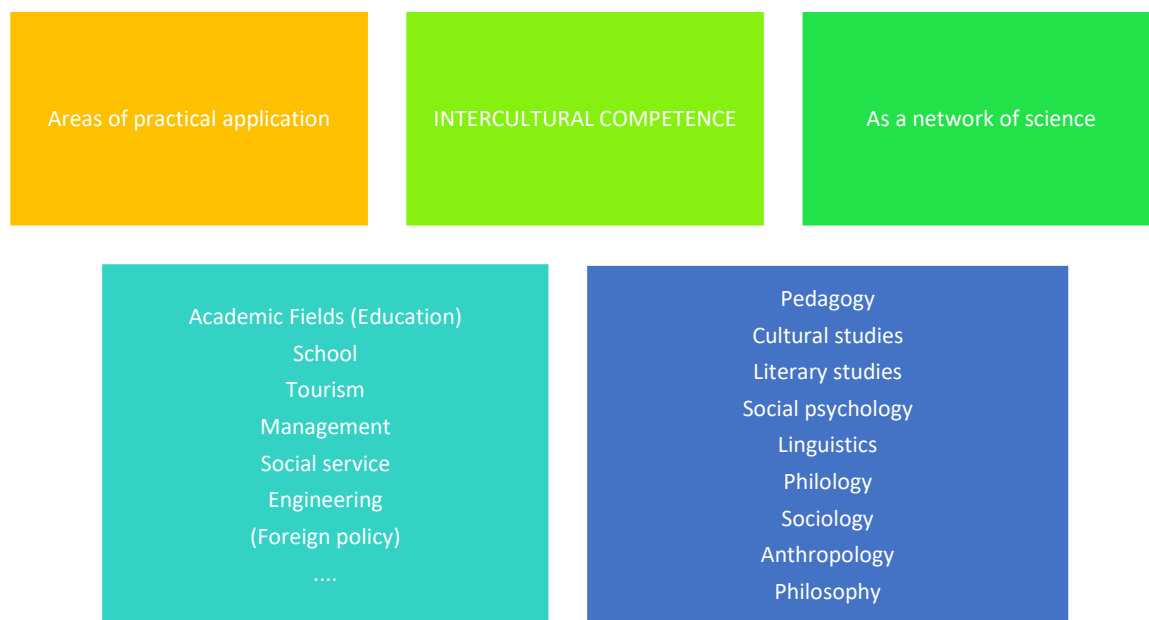 Areas of practical application
INTERCULTURAL COMPETENCE
As a network of science
Academic Fields (Education)
School
Tourism
Management
Social service
Engineering
(Foreign policy)
....
Pedagogy
Cultural studies
Literary studies
Social psychology
Linguistics
Philology
Sociology
Anthropology
Philosophy